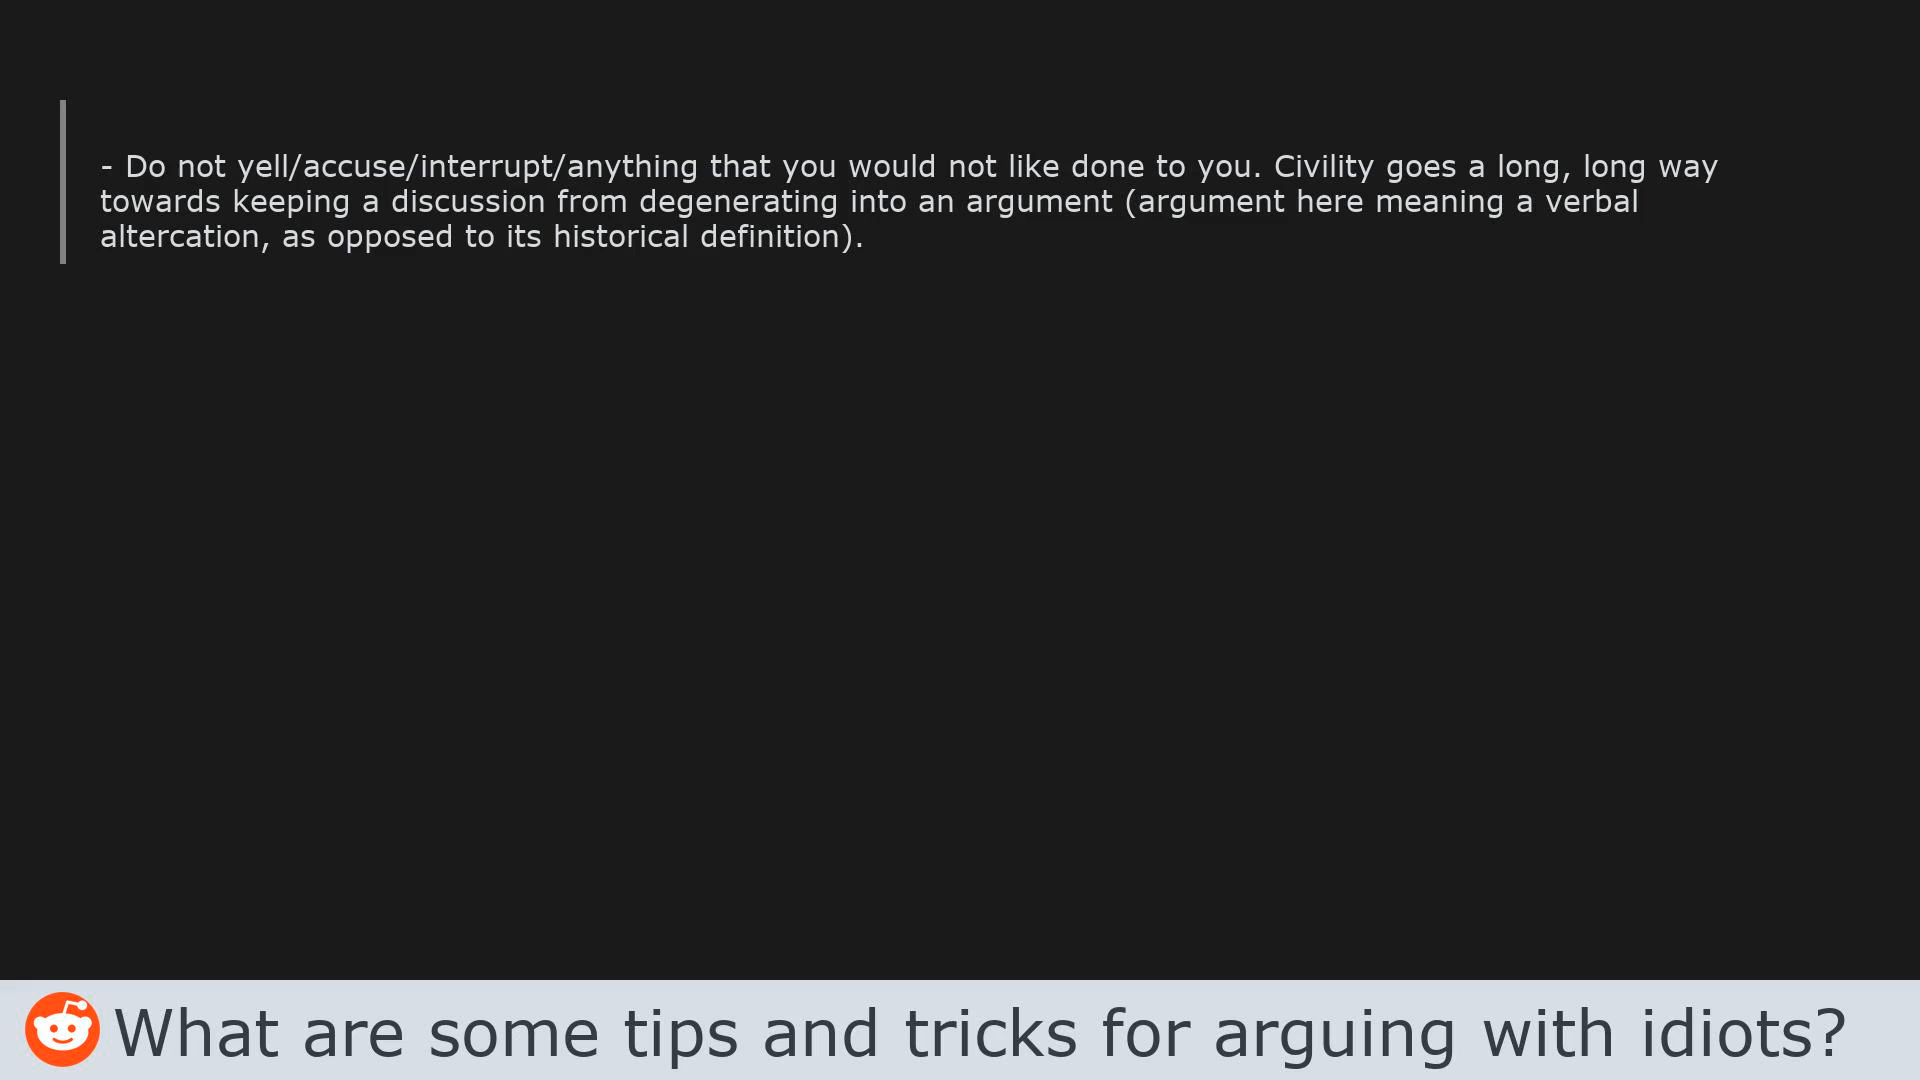 - Do not yell/accuse/interrupt/anything that you would not like done to you. Civility goes a long, long way
towards keeping a discussion from degenerating into an argument (argument here meaning a verbal
altercation, as opposed to its historical definition).
What are some tips and tricks for arguing with idiots?